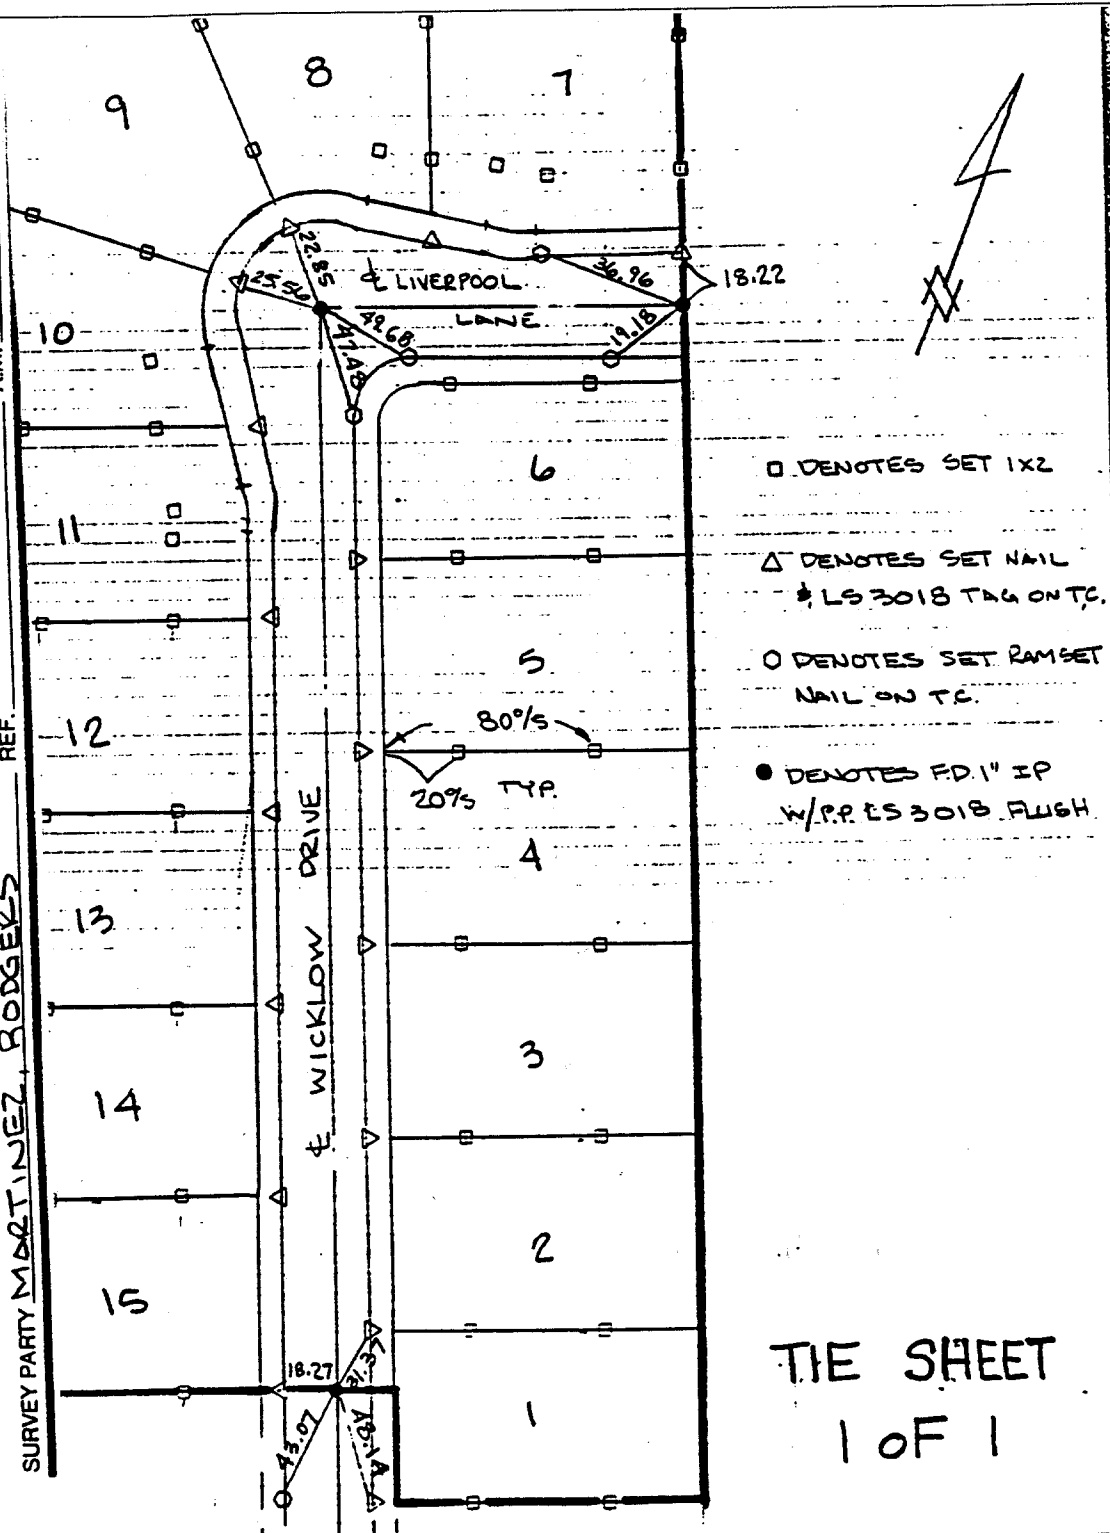 8
7
9
22.85
25.56
℄ LIVERPOOL
LANE
36.96
18.22
49.68
47.48
19.18
10
6
□ DENOTES SET 1X2
11
△ DENOTES SET NAIL
& LS 3018 TAG ON T.C.
5
○ DENOTES SET RAMSET
NAIL ON T.C.
12
80%s
20%s TYP.
● DENOTES FD. 1" IP
W/P.P. LS 3018 FLUSH
4
13
℄ WICKLOW DRIVE
3
14
2
15
18.27
31.37
43.07
1
TIE SHEET
1 OF 1
SURVEY PARTY MARTINEZ, RODGERS REF.